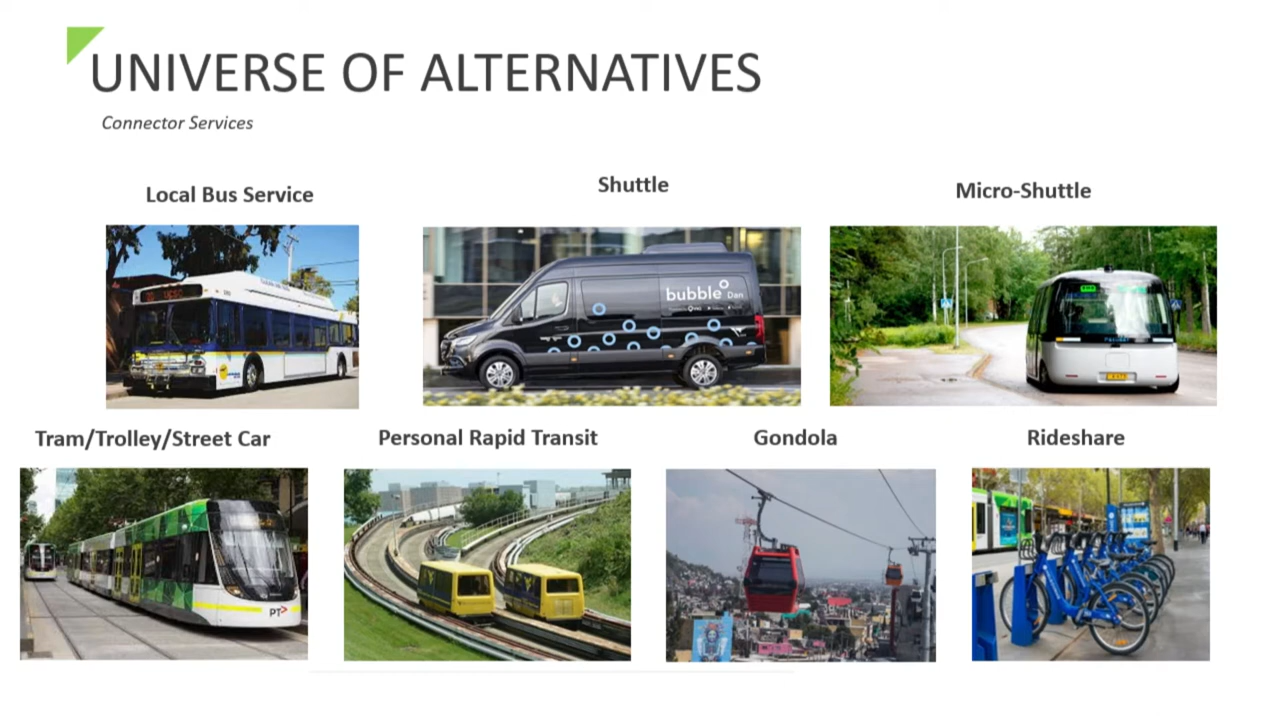 UNIVERSE OF ALTERNATIVES
Connector Services
Local Bus Service
Shuttle
Micro-Shuttle
bubble Dan
Tram/Trolley/Street Car
Personal Rapid Transit
Gondola
Rideshare
PT>